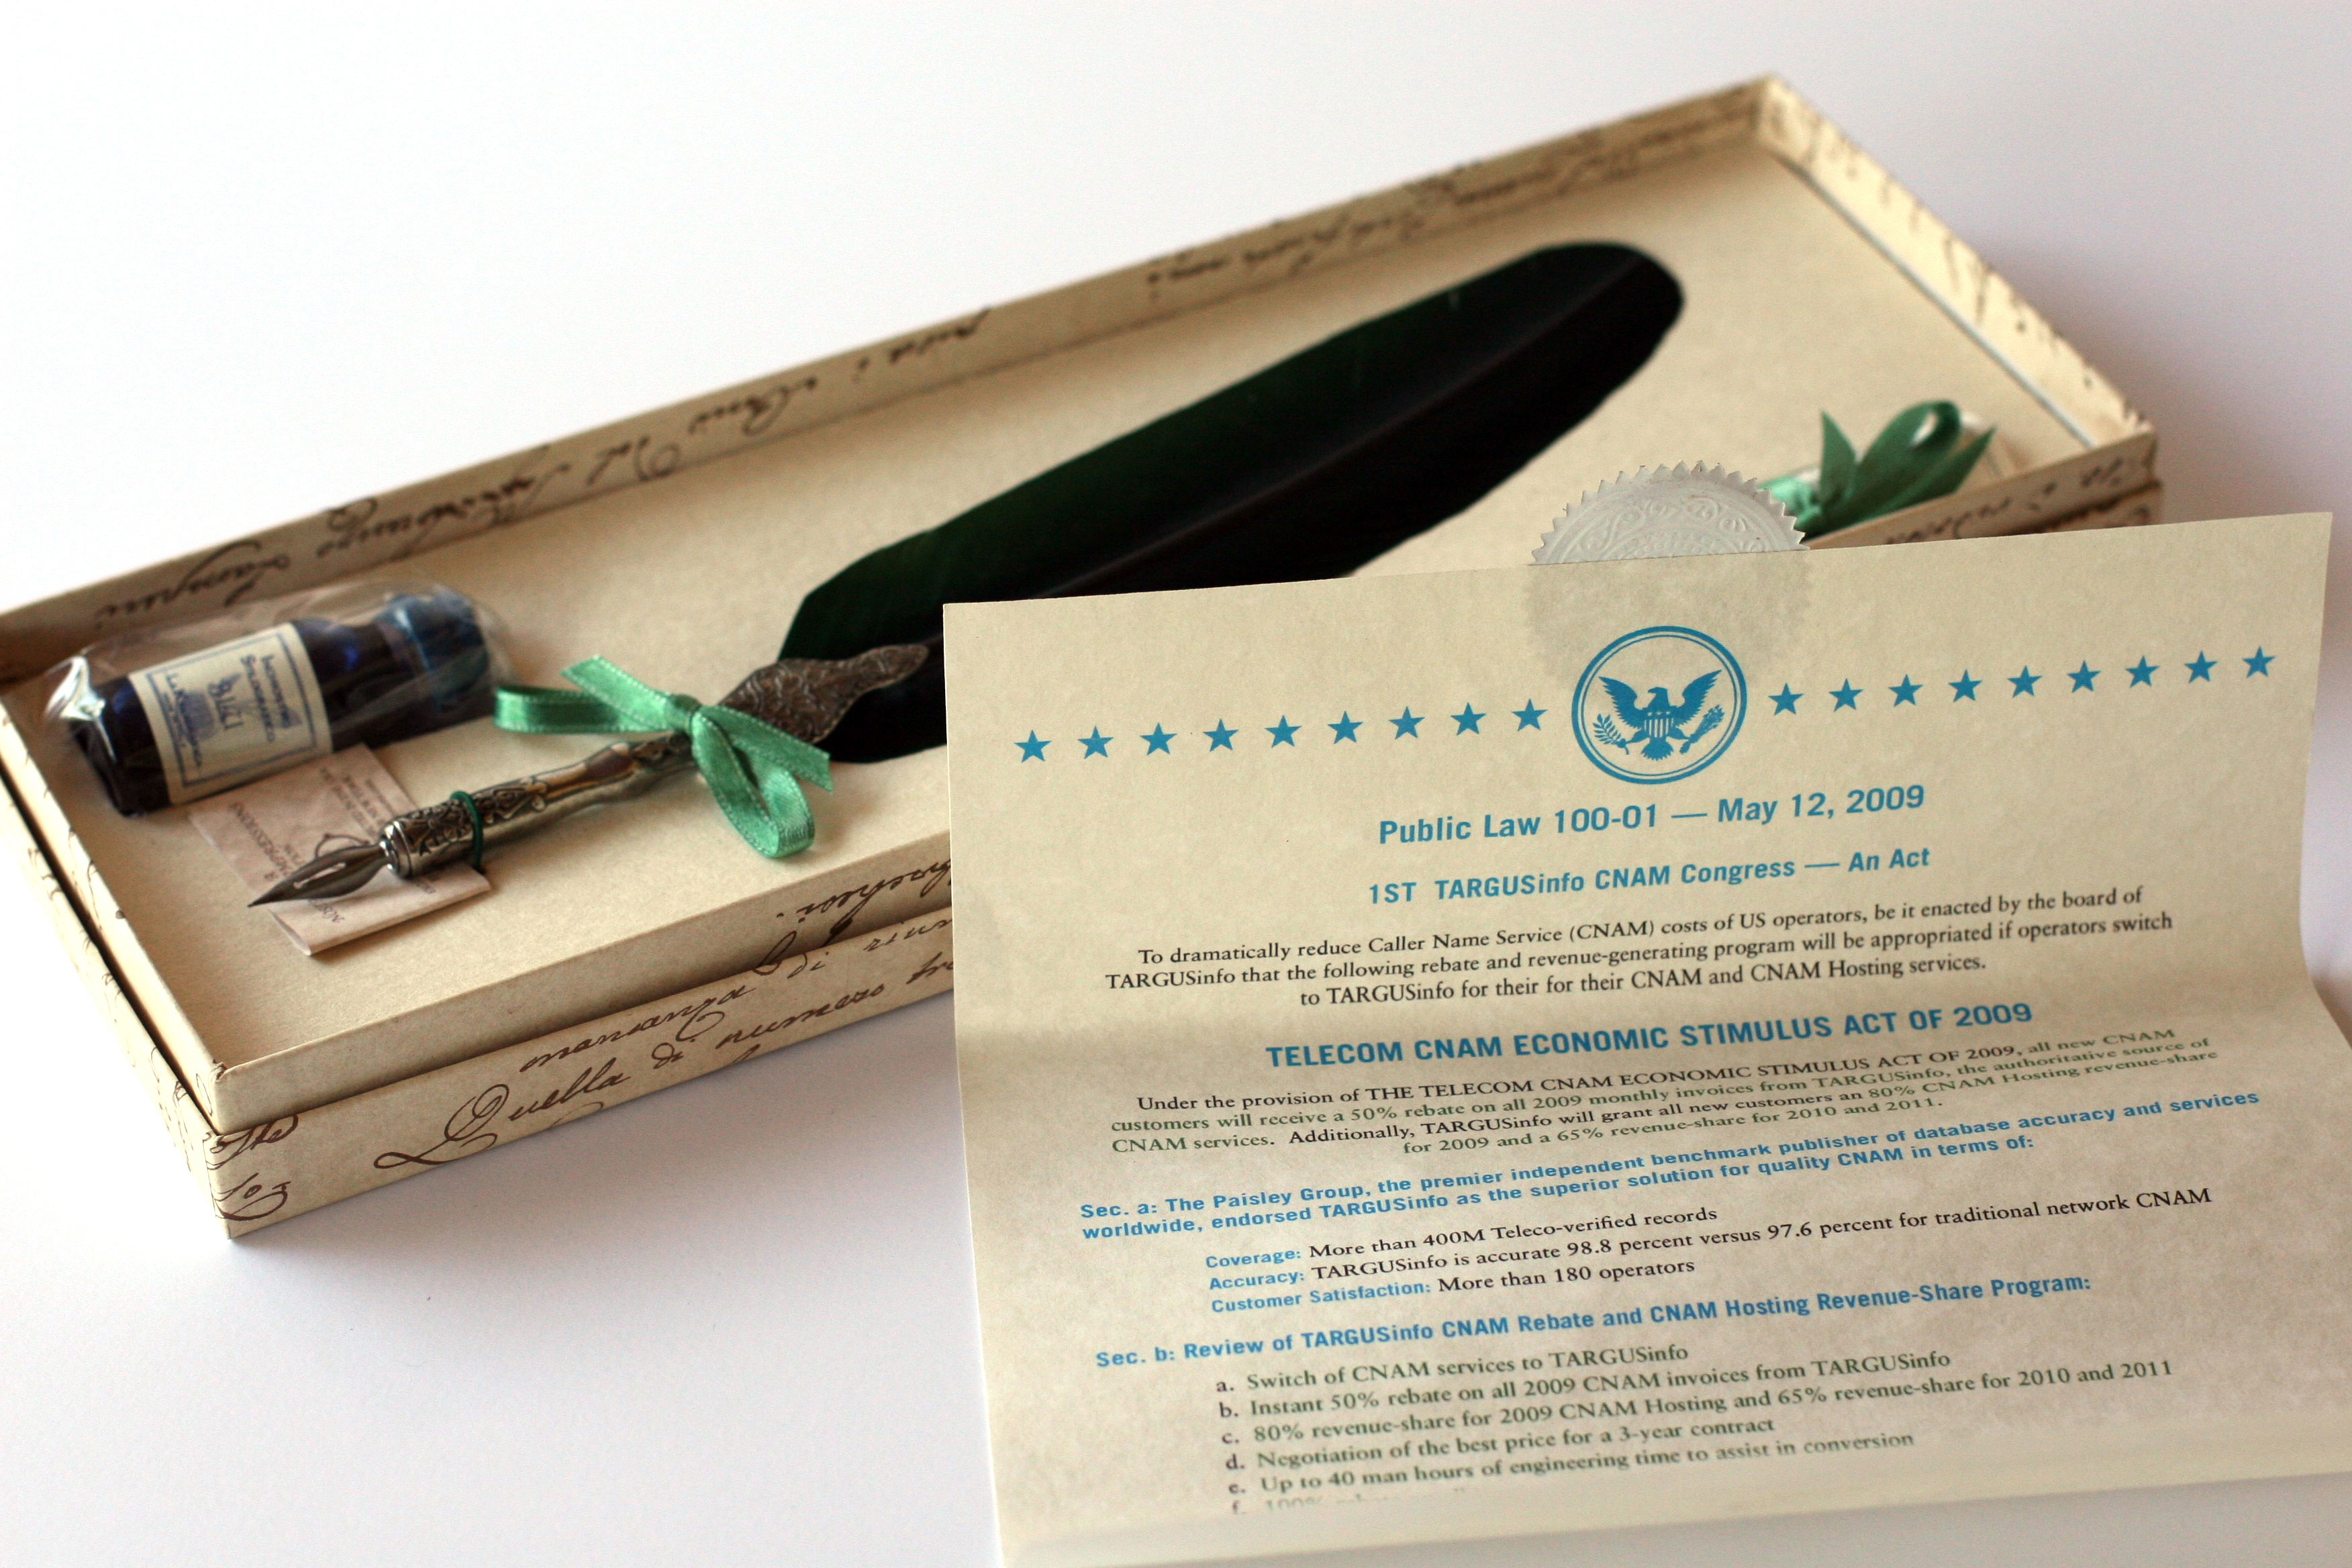 Public Law 100-01 — May 12, 2009
1ST TARGUSinfo CNAM Congress — An Act
To dramatically reduce Caller Name Service (CNAM) costs of US operators, be it enacted by the board of
TARGUSinfo that the following rebate and revenue-generating program will be appropriated if operators switch
to TARGUSinfo for their for their CNAM and CNAM Hosting services.
TELECOM CNAM ECONOMIC STIMULUS ACT OF 2009
Under the provision of THE TELECOM CNAM ECONOMIC STIMULUS ACT OF 2009, all new CNAM
customers will receive a 50% rebate on all 2009 monthly invoices from TARGUSinfo, the authoritative source of
CNAM services. Additionally, TARGUSinfo will grant all new customers an 80% CNAM Hosting revenue-share
for 2009 and a 65% revenue-share for 2010 and 2011.
Sec. a: The Paisley Group, the premier independent benchmark publisher of database accuracy and services
worldwide, endorsed TARGUSinfo as the superior solution for quality CNAM in terms of:
Coverage: More than 400M Teleco-verified records
Accuracy: TARGUSinfo is accurate 98.8 percent versus 97.6 percent for traditional network CNAM
Customer Satisfaction: More than 180 operators
Sec. b: Review of TARGUSinfo CNAM Rebate and CNAM Hosting Revenue-Share Program:
a. Switch of CNAM services to TARGUSinfo
b. Instant 50% rebate on all 2009 CNAM invoices from TARGUSinfo
c. 80% revenue-share for 2009 CNAM Hosting and 65% revenue-share for 2010 and 2011
d. Negotiation of the best price for a 3-year contract
e. Up to 40 man hours of engineering time to assist in conversion
f. 100%
Quella di numero